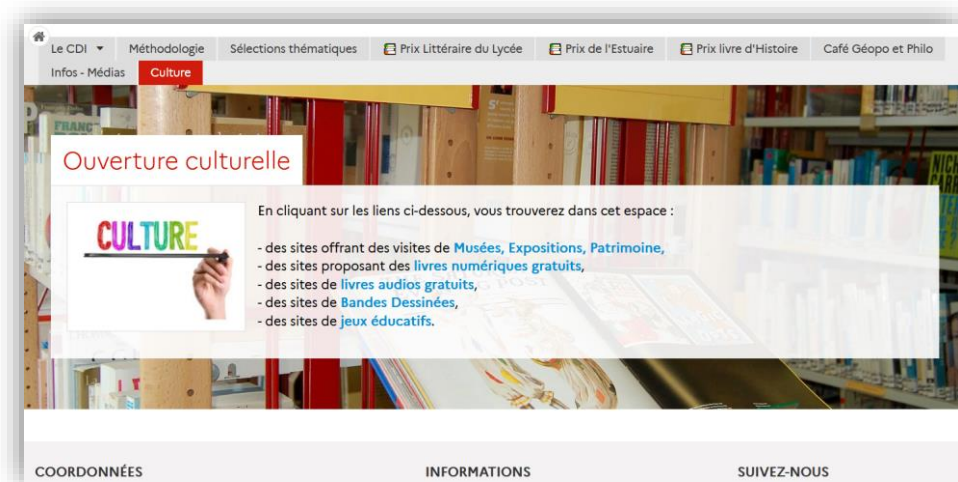 Le CDI Méthodologie Sélections thématiques Prix Littéraire du Lycée Prix de l'Estuaire Prix livre d'Histoire Café Géopo et Philo
Infos - Médias Culture
Ouverture culturelle
CULTURE
En cliquant sur les liens ci-dessous, vous trouverez dans cet espace :
- des sites offrant des visites de Musées, Expositions, Patrimoine,
- des sites proposant des livres numériques gratuits,
- des sites de livres audios gratuits,
- des sites de Bandes Dessinées,
- des sites de jeux éducatifs.
COORDONNÉES INFORMATIONS SUIVEZ-NOUS